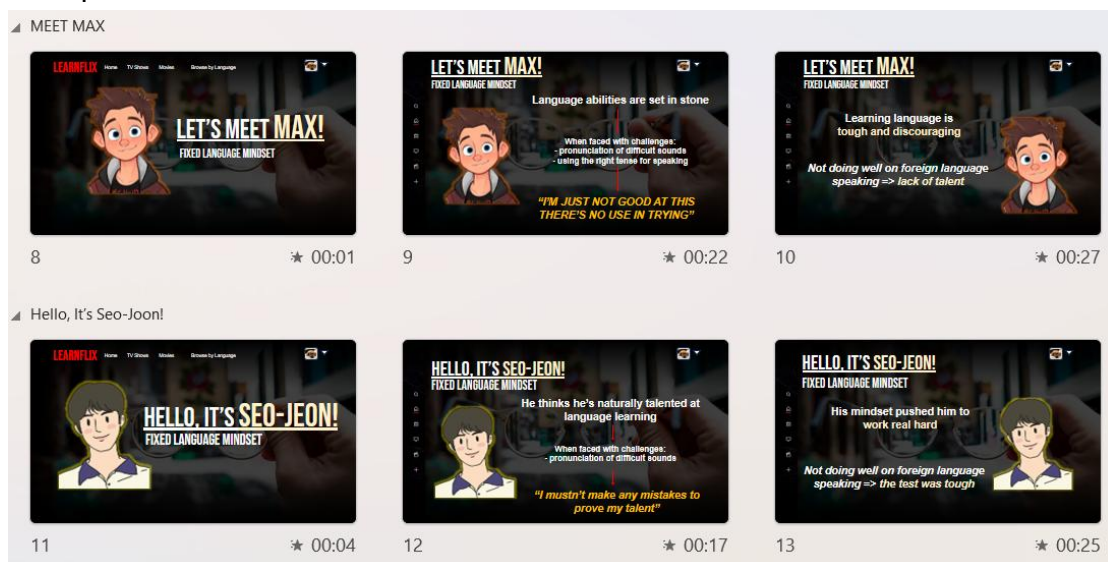 MEET MAX
LEARNFLIX Home TV Shows Movies Browse by Language
LET'S MEET MAX!
FIXED LANGUAGE MINDSET
8 00:01
LET'S MEET MAX!
FIXED LANGUAGE MINDSET
Language abilities are set in stone
When faced with challenges:
- pronunciation of difficult sounds
- using the right tense for speaking
“I'M JUST NOT GOOD AT THIS
THERE'S NO USE IN TRYING”
9 00:22
LET'S MEET MAX!
FIXED LANGUAGE MINDSET
Learning language is
tough and discouraging
Not doing well on foreign language
speaking => lack of talent
10 00:27
Hello, It's Seo-Joon!
LEARNFLIX Home TV Shows Movies Browse by Language
HELLO, IT'S SEO-JEON!
FIXED LANGUAGE MINDSET
11 00:04
HELLO, IT'S SEO-JEON!
FIXED LANGUAGE MINDSET
He thinks he's naturally talented at
language learning
When faced with challenges:
- pronunciation of difficult sounds
“I mustn't make any mistakes to
prove my talent”
12 00:17
HELLO, IT'S SEO-JEON!
FIXED LANGUAGE MINDSET
His mindset pushed him to
work real hard
Not doing well on foreign language
speaking => the test was tough
13 00:25